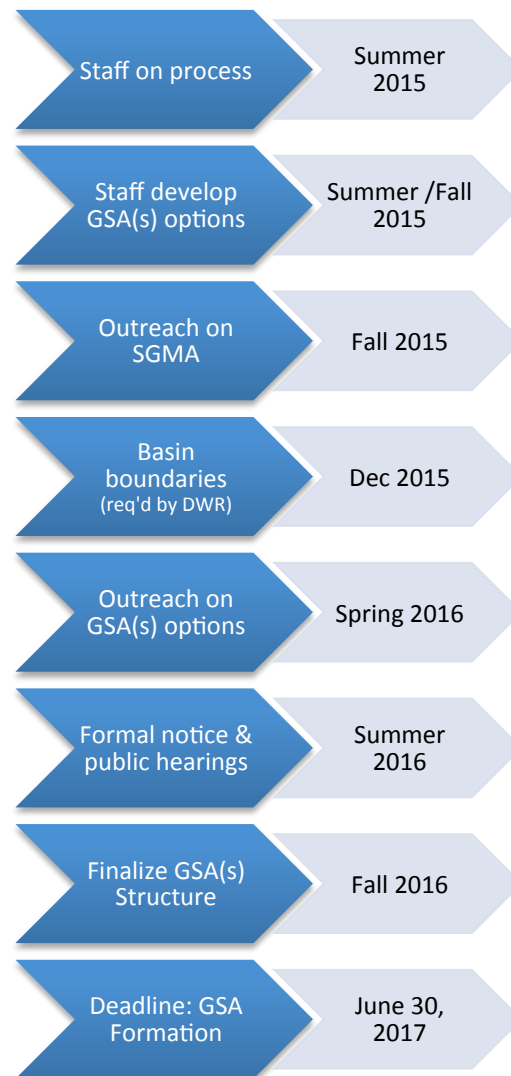 Staff on process
Summer
2015
Staff develop
GSA(s) options
Summer /Fall
2015
Outreach on
SGMA
Fall 2015
Basin
boundaries
(req'd by DWR)
Dec 2015
Outreach on
GSA(s) options
Spring 2016
Formal notice &
public hearings
Summer
2016
Finalize GSA(s)
Structure
Fall 2016
Deadline: GSA
Formation
June 30,
2017